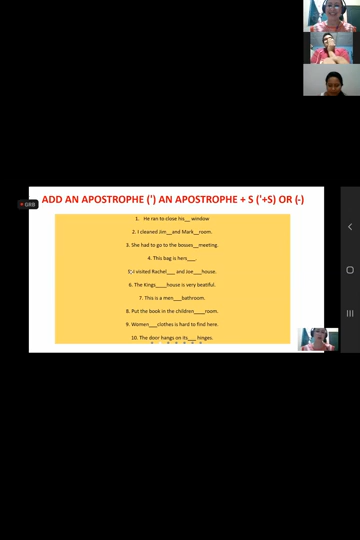 GRB
ADD AN APOSTROPHE (') AN APOSTROPHE + S ('+S) OR (-)
1. He ran to close his__ window
2. I cleaned Jim__and Mark__room.
3. She had to go to the bosses__meeting.
4. This bag is hers___.
5. I visited Rachel___ and Joe___house.
6. The Kings____house is very beatiful.
7. This is a men___bathroom.
8. Put the book in the children____room.
9. Women___clothes is hard to find here.
10. The door hangs on its___ hinges.